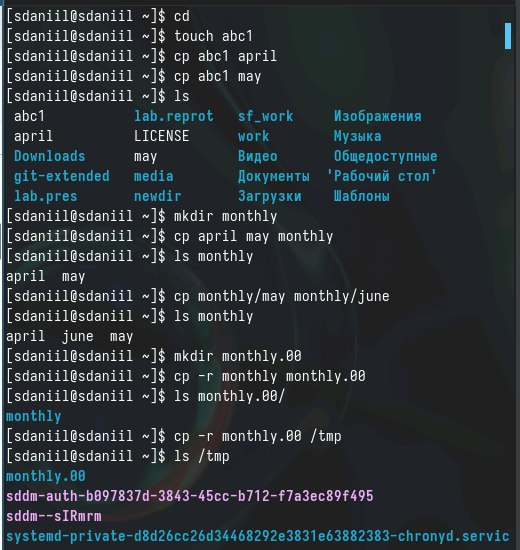 [sdaniil@sdaniil ~]$ cd
[sdaniil@sdaniil ~]$ touch abc1
[sdaniil@sdaniil ~]$ cp abc1 april
[sdaniil@sdaniil ~]$ cp abc1 may
[sdaniil@sdaniil ~]$ ls
abc1 lab.reprot sf_work Изображения
april LICENSE work Музыка
Downloads may Видео Общедоступные
git-extended media Документы 'Рабочий стол'
lab.pres newdir Загрузки Шаблоны
[sdaniil@sdaniil ~]$ mkdir monthly
[sdaniil@sdaniil ~]$ cp april may monthly
[sdaniil@sdaniil ~]$ ls monthly
april may
[sdaniil@sdaniil ~]$ cp monthly/may monthly/june
[sdaniil@sdaniil ~]$ ls monthly
april june may
[sdaniil@sdaniil ~]$ mkdir monthly.00
[sdaniil@sdaniil ~]$ cp -r monthly monthly.00
[sdaniil@sdaniil ~]$ ls monthly.00/
monthly
[sdaniil@sdaniil ~]$ cp -r monthly.00 /tmp
[sdaniil@sdaniil ~]$ ls /tmp
monthly.00
sddm-auth-b097837d-3843-45cc-b712-f7a3ec89f495
sddm--sIRmrm
systemd-private-d8d26cc26d34468292e3831e63882383-chronyd.servic